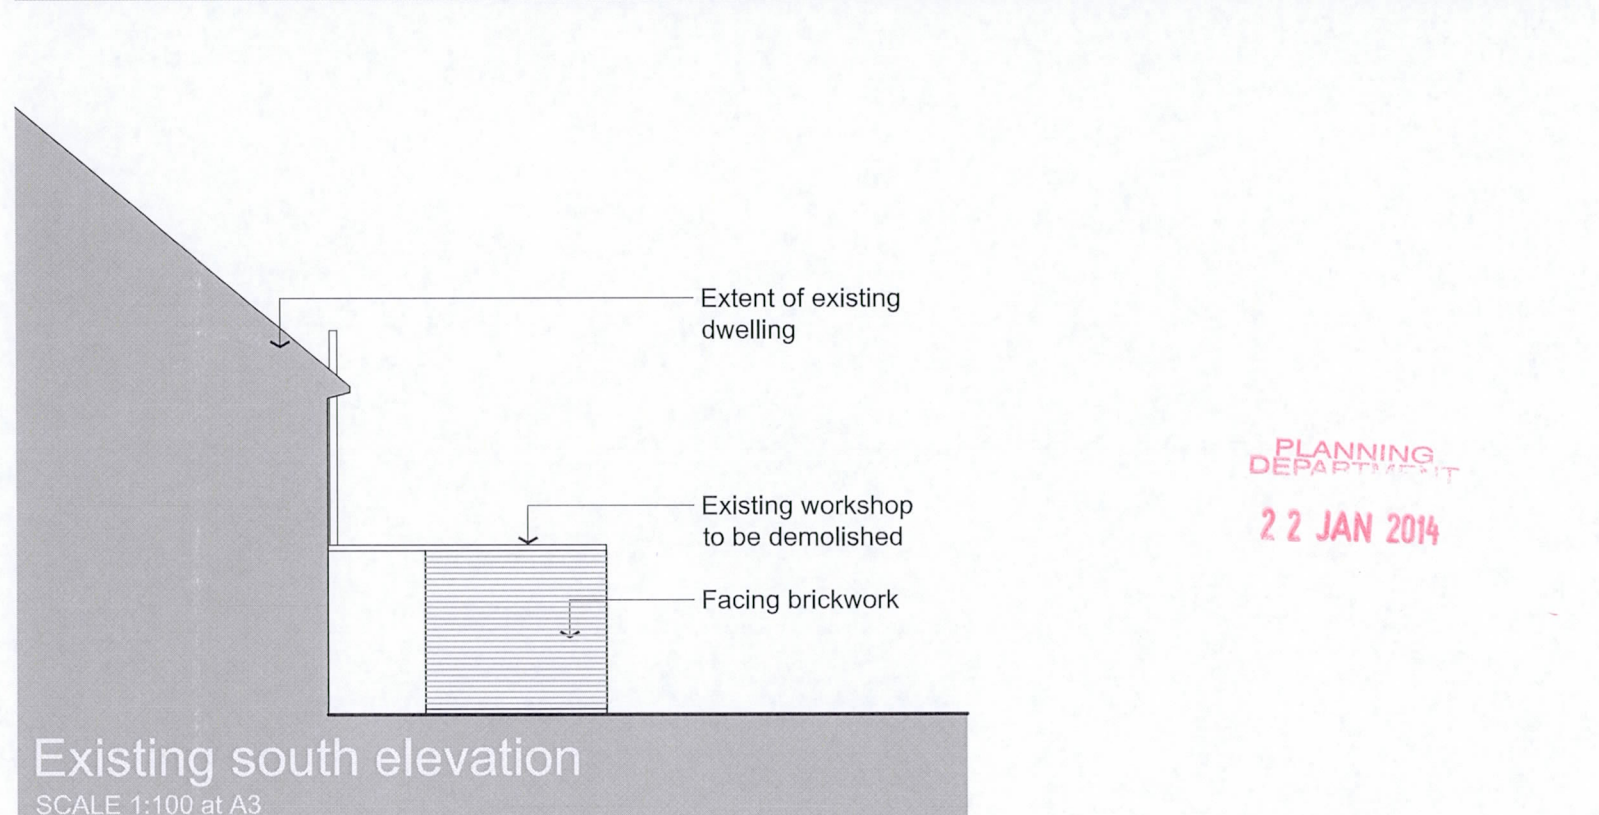 Extent of existing
dwelling
Existing workshop
to be demolished
Facing brickwork
PLANNING
DEPARTMENT
22 JAN 2014
Existing south elevation
SCALE 1:100 at A3